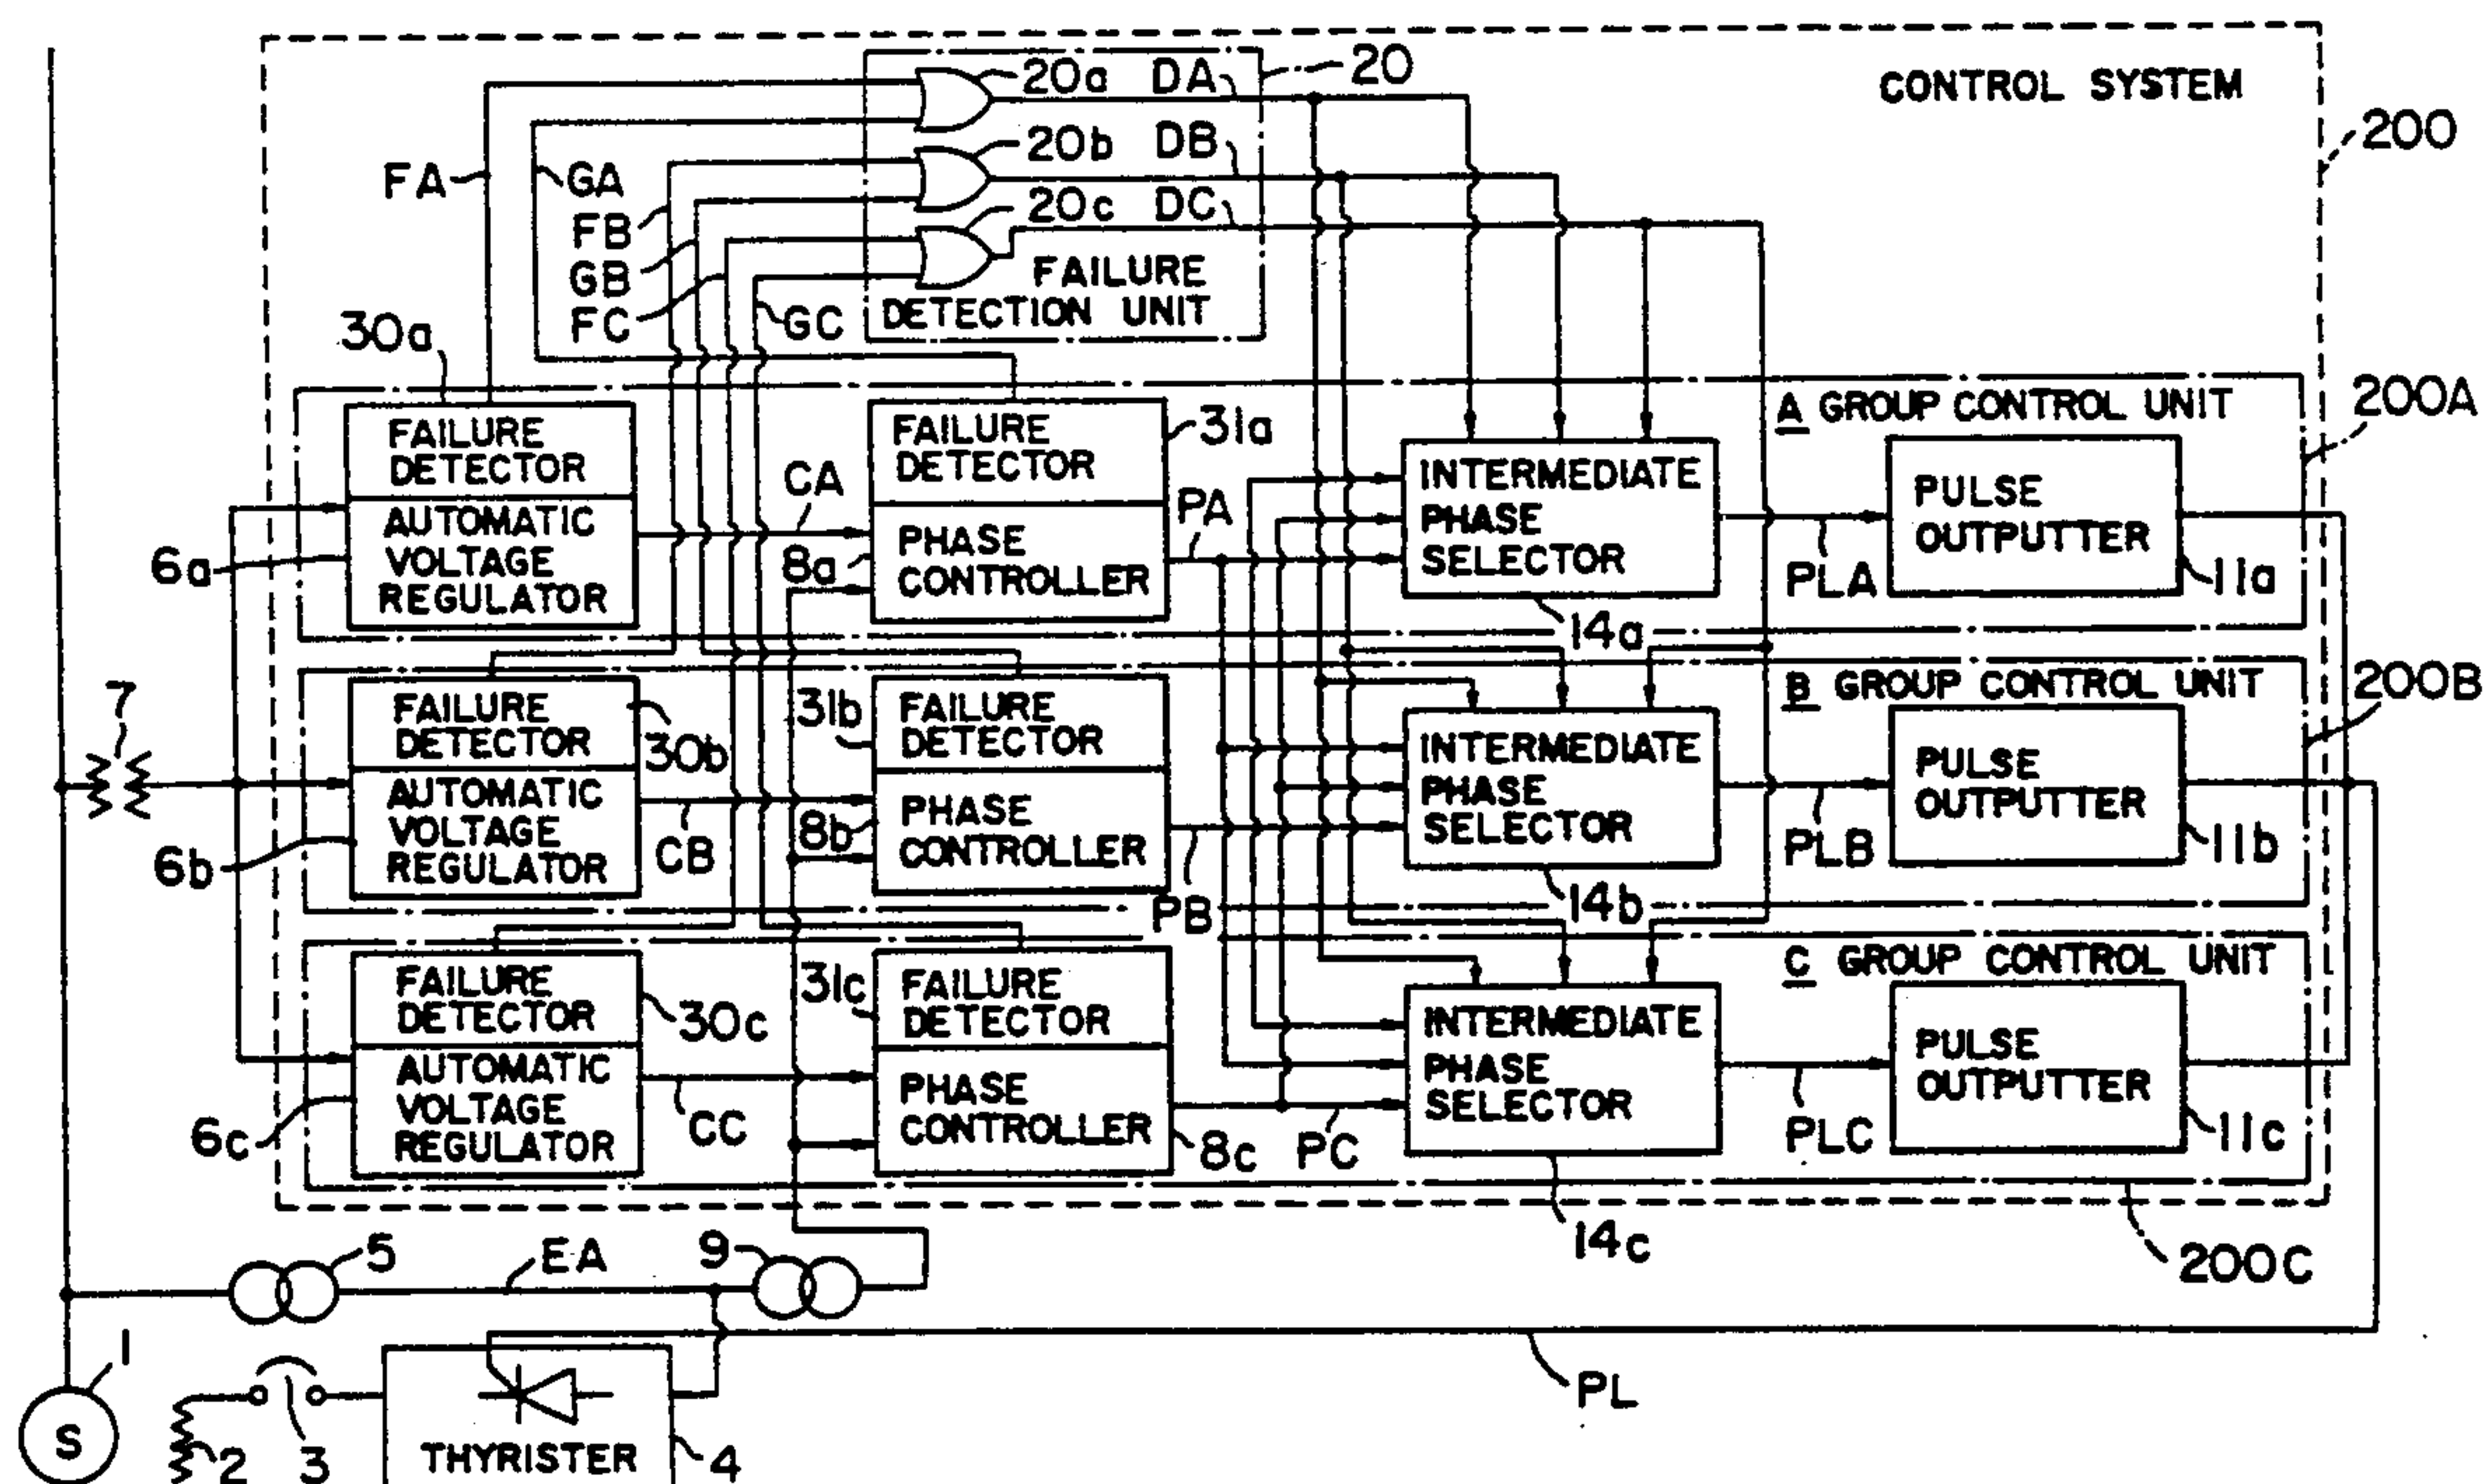 20a DA 20
CONTROL SYSTEM
200
20b DB
FA
GA
FB
20c DC
GB
FC
GC
FAILURE
DETECTION UNIT
30a
A GROUP CONTROL UNIT
200A
FAILURE
DETECTOR
FAILURE
DETECTOR
31a
CA
PA
INTERMEDIATE
PHASE
SELECTOR
PULSE
OUTPUTTER
AUTOMATIC
VOLTAGE
REGULATOR
6a
8a
PHASE
CONTROLLER
PLA
11a
14a
7
B GROUP CONTROL UNIT
200B
FAILURE
DETECTOR
30b
31b
FAILURE
DETECTOR
INTERMEDIATE
PHASE
SELECTOR
PULSE
OUTPUTTER
AUTOMATIC
VOLTAGE
REGULATOR
6b
CB
8b
PHASE
CONTROLLER
PLB
11b
PB
14b
C GROUP CONTROL UNIT
FAILURE
DETECTOR
30c
31c
FAILURE
DETECTOR
INTERMEDIATE
PHASE
SELECTOR
PULSE
OUTPUTTER
AUTOMATIC
VOLTAGE
REGULATOR
6c
CC
PHASE
CONTROLLER
8c
PC
PLC
11c
14c
200C
5
EA
9
1
PL
S
2
3
THYRISTER
4